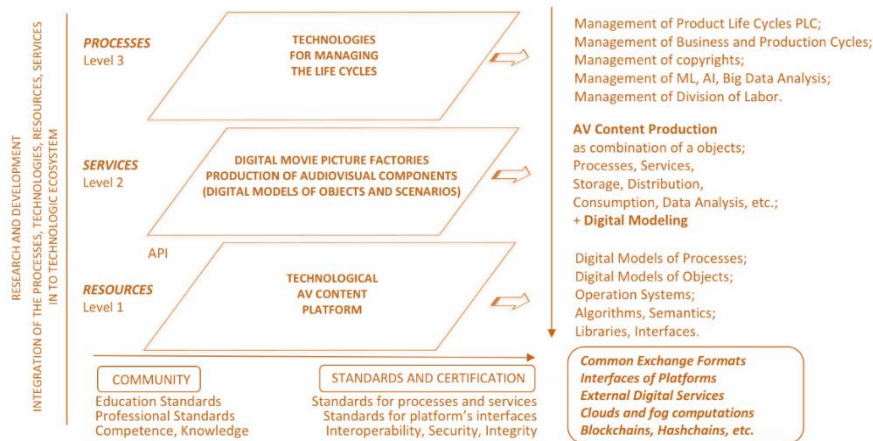 RESEARCH AND DEVELOPMENT
INTEGRATION OF THE PROCESSES, TECHNOLOGIES, RESOURCES, SERVICES
IN TO TECHNOLOGIC ECOSYSTEM
PROCESSES
Level 3
TECHNOLOGIES
FOR MANAGING
THE LIFE CYCLES
Management of Product Life Cycles PLC;
Management of Business and Production Cycles;
Management of copyrights;
Management of ML, AI, Big Data Analysis;
Management of Division of Labor.
SERVICES
Level 2
DIGITAL MOVIE PICTURE FACTORIES
PRODUCTION OF AUDIOVISUAL COMPONENTS
(DIGITAL MODELS OF OBJECTS AND SCENARIOS)
AV Content Production
as combination of a objects;
Processes, Services,
Storage, Distribution,
Consumption, Data Analysis, etc.;
+ Digital Modeling
API
RESOURCES
Level 1
TECHNOLOGICAL
AV CONTENT
PLATFORM
Digital Models of Processes;
Digital Models of Objects;
Operation Systems;
Algorithms, Semantics;
Libraries, Interfaces.
COMMUNITY
Education Standards
Professional Standards
Competence, Knowledge
STANDARDS AND CERTIFICATION
Standards for processes and services
Standards for platform's interfaces
Interoperability, Security, Integrity
Common Exchange Formats
Interfaces of Platforms
External Digital Services
Clouds and fog computations
Blockchains, Hashchains, etc.